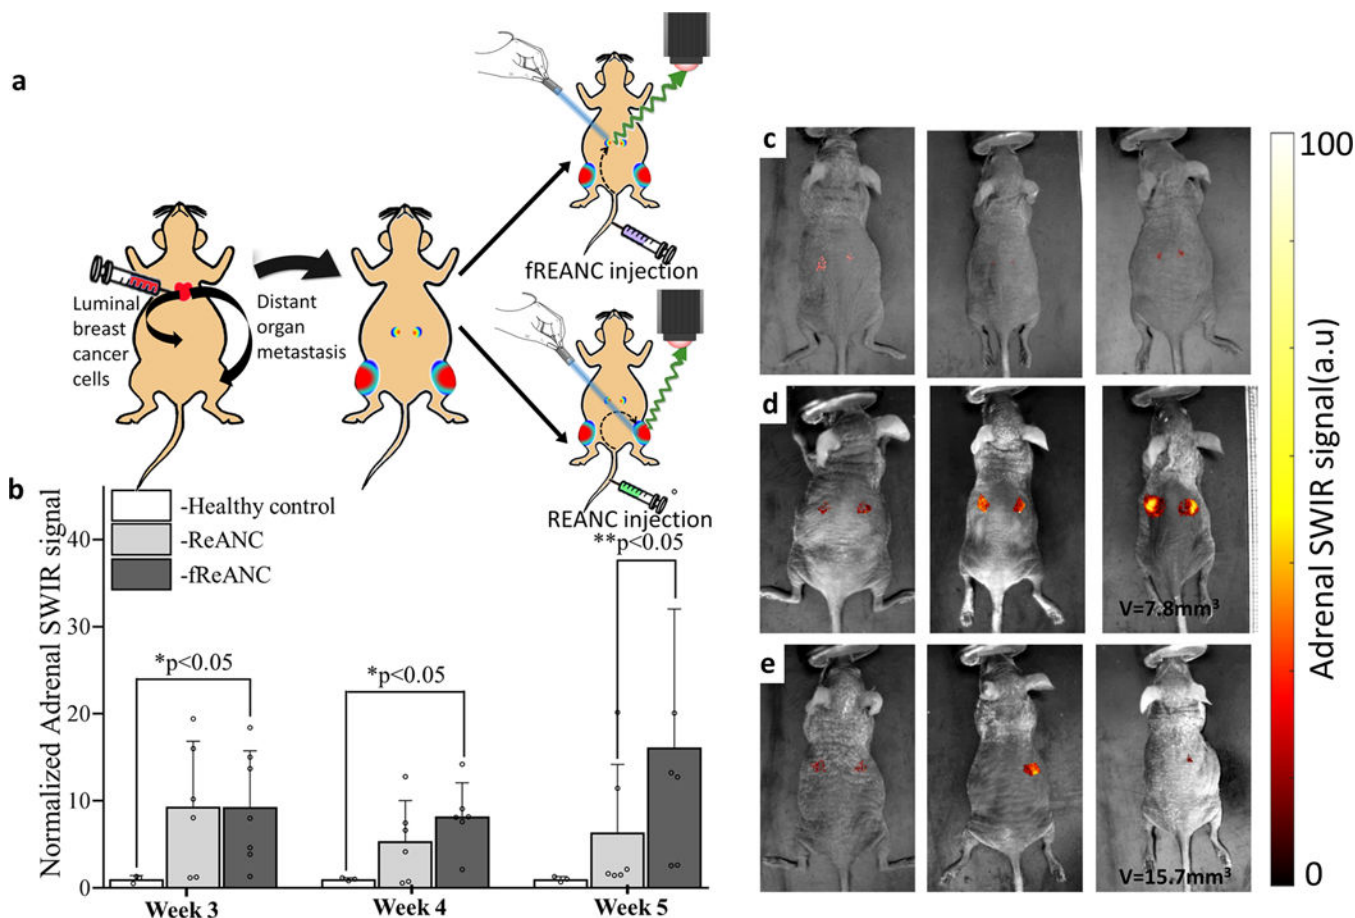 a
Luminal
breast
cancer
cells
Distant
organ
metastasis
fREANC injection
REANC injection
b
Normalized Adrenal SWIR signal
40
30
20
10
0
-Healthy control
-ReANC
-fReANC
*p<0.05
*p<0.05
**p<0.05
Week 3
Week 4
Week 5
c
d
V=7.8mm³
e
V=15.7mm³
100
Adrenal SWIR signal(a.u)
0